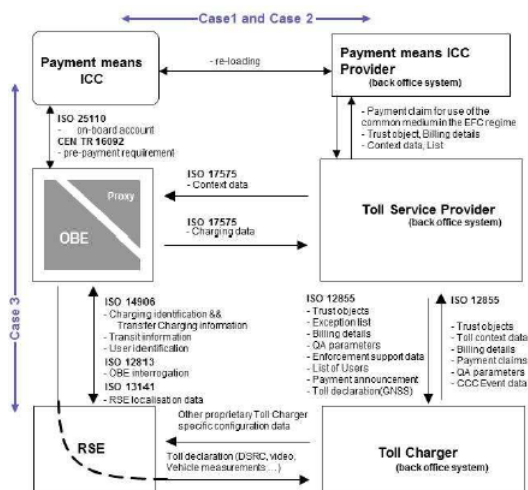 Case1 and Case 2
Payment means
ICC
- re-loading
Payment means ICC
Provider
(back office system)
Case 3
ISO 25110
- on-board account
CEN TR 16092
- pre-payment requirement
- Payment claim for use of the
common medium in the EFC regime
- Trust object, Billing details
- Context data, List
Proxy
OBE
ISO 17575
- Context data
ISO 17575
- Charging data
Toll Service Provider
(back office system)
ISO 14906
- Charging identification &&
Transfer Charging information
- Transit information
- User identification
ISO 12813
- OBE interrogation
ISO 13141
- RSE localisation data
ISO 12855
- Trust objects
- Exception list
- Billing details
- QA parameters
- Enforcement support data
- List of Users
- Payment announcement
- Toll declaration(GNSS)
ISO 12855
- Trust objects
- Toll context data
- Billing details
- Payment claims
- QA parameters
- CCC Event data
Other proprietary Toll Charger
specific configuration data
RSE
Toll declaration (DSRC, video,
Vehicle measurements ...)
Toll Charger
(back office system)